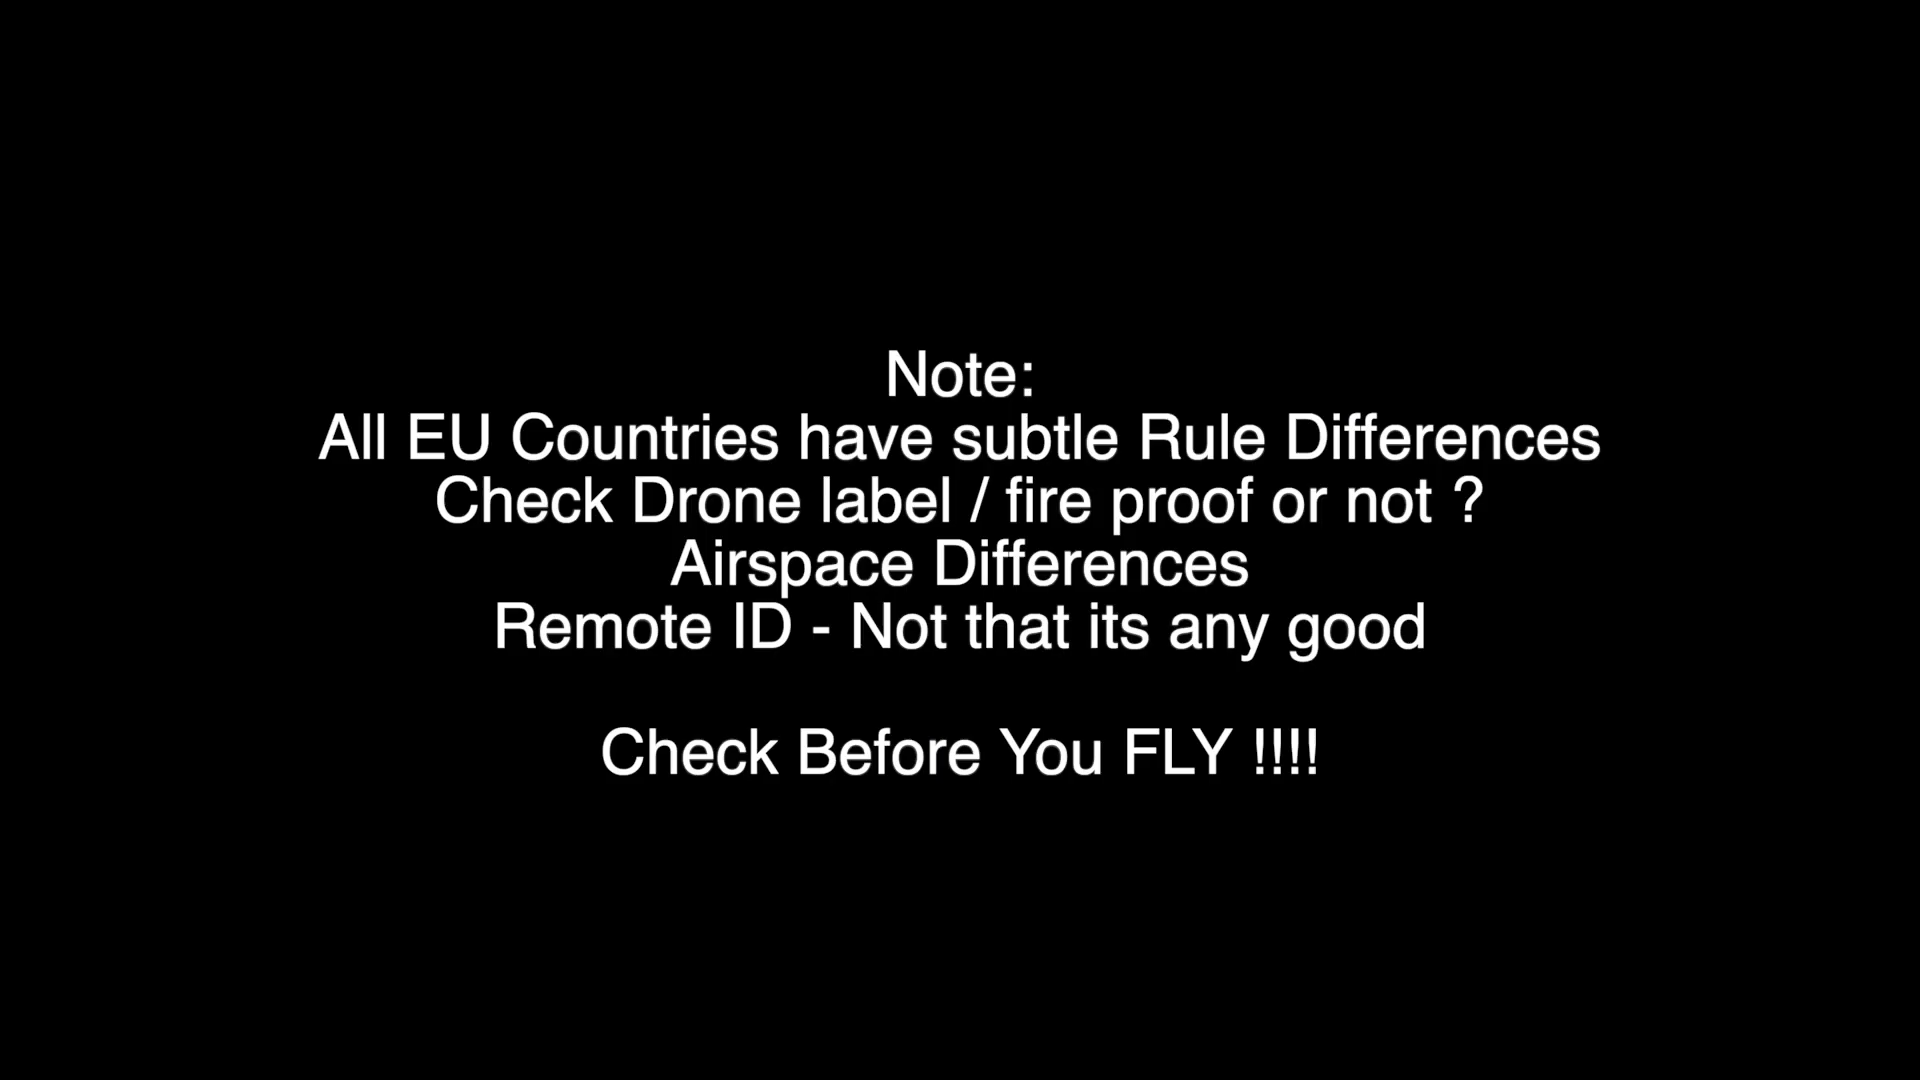 Note:
All EU Countries have subtle Rule Differences
Check Drone label / fire proof or not ?
Airspace Differences
Remote ID - Not that its any good
Check Before You FLY !!!!